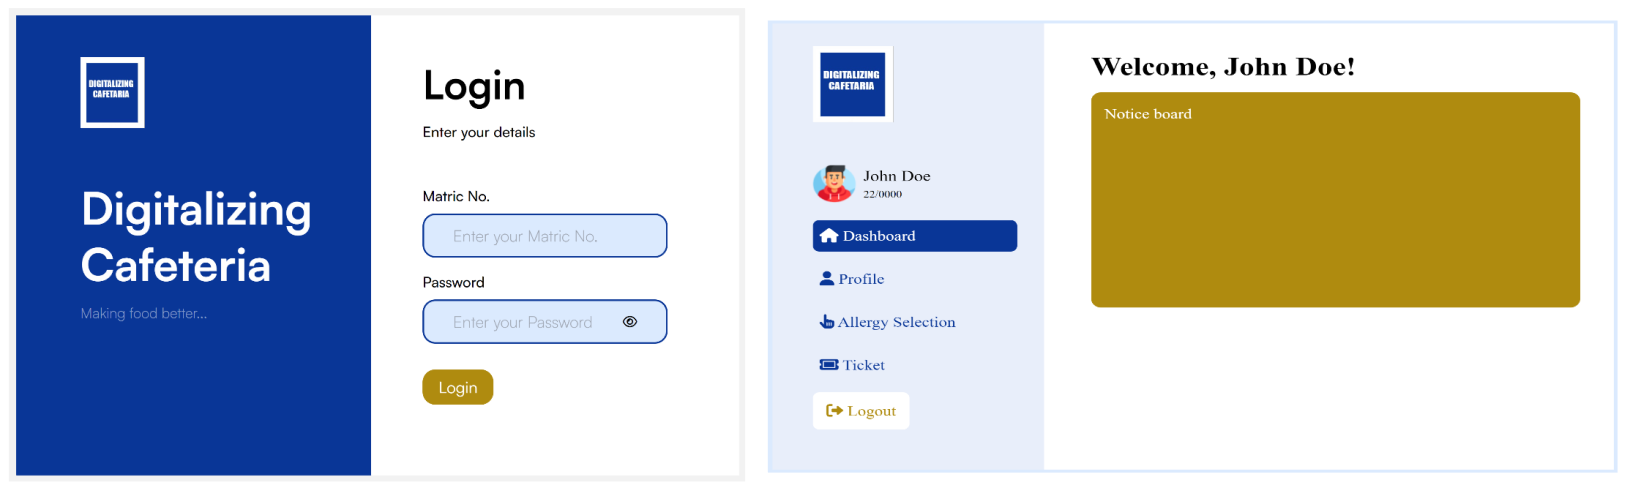 DIGITALIZING
CAFETARIA
Digitalizing
Cafeteria
Making food better...
Login
Enter your details
Matric No.
Enter your Matric No.
Password
Enter your Password
Login
DIGITALIZING
CAFETARIA
John Doe
22/0000
Dashboard
Profile
Allergy Selection
Ticket
Logout
Welcome, John Doe!
Notice board